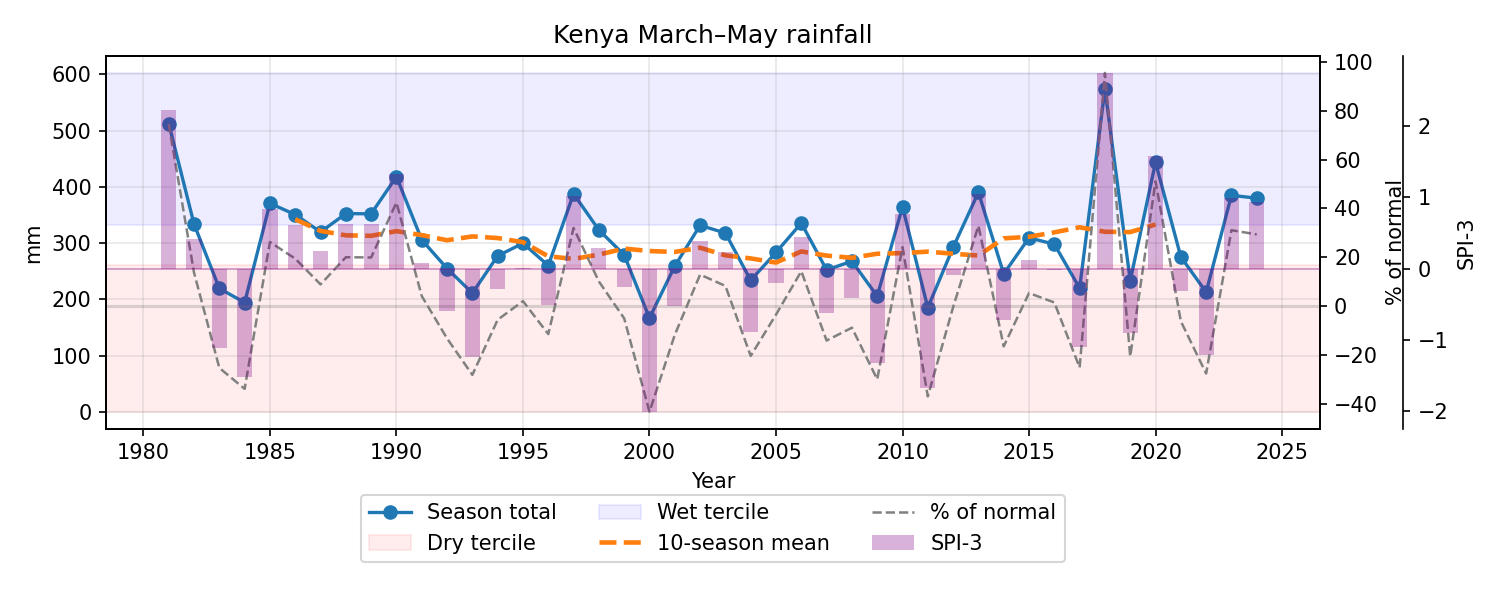 Kenya March–May rainfall
mm
600
500
400
300
200
100
0
100
80
60
40
20
0
−20
−40
% of normal
2
1
0
−1
−2
SPI-3
1980 1985 1990 1995 2000 2005 2010 2015 2020 2025
Year
Season total Wet tercile % of normal
Dry tercile 10-season mean SPI-3